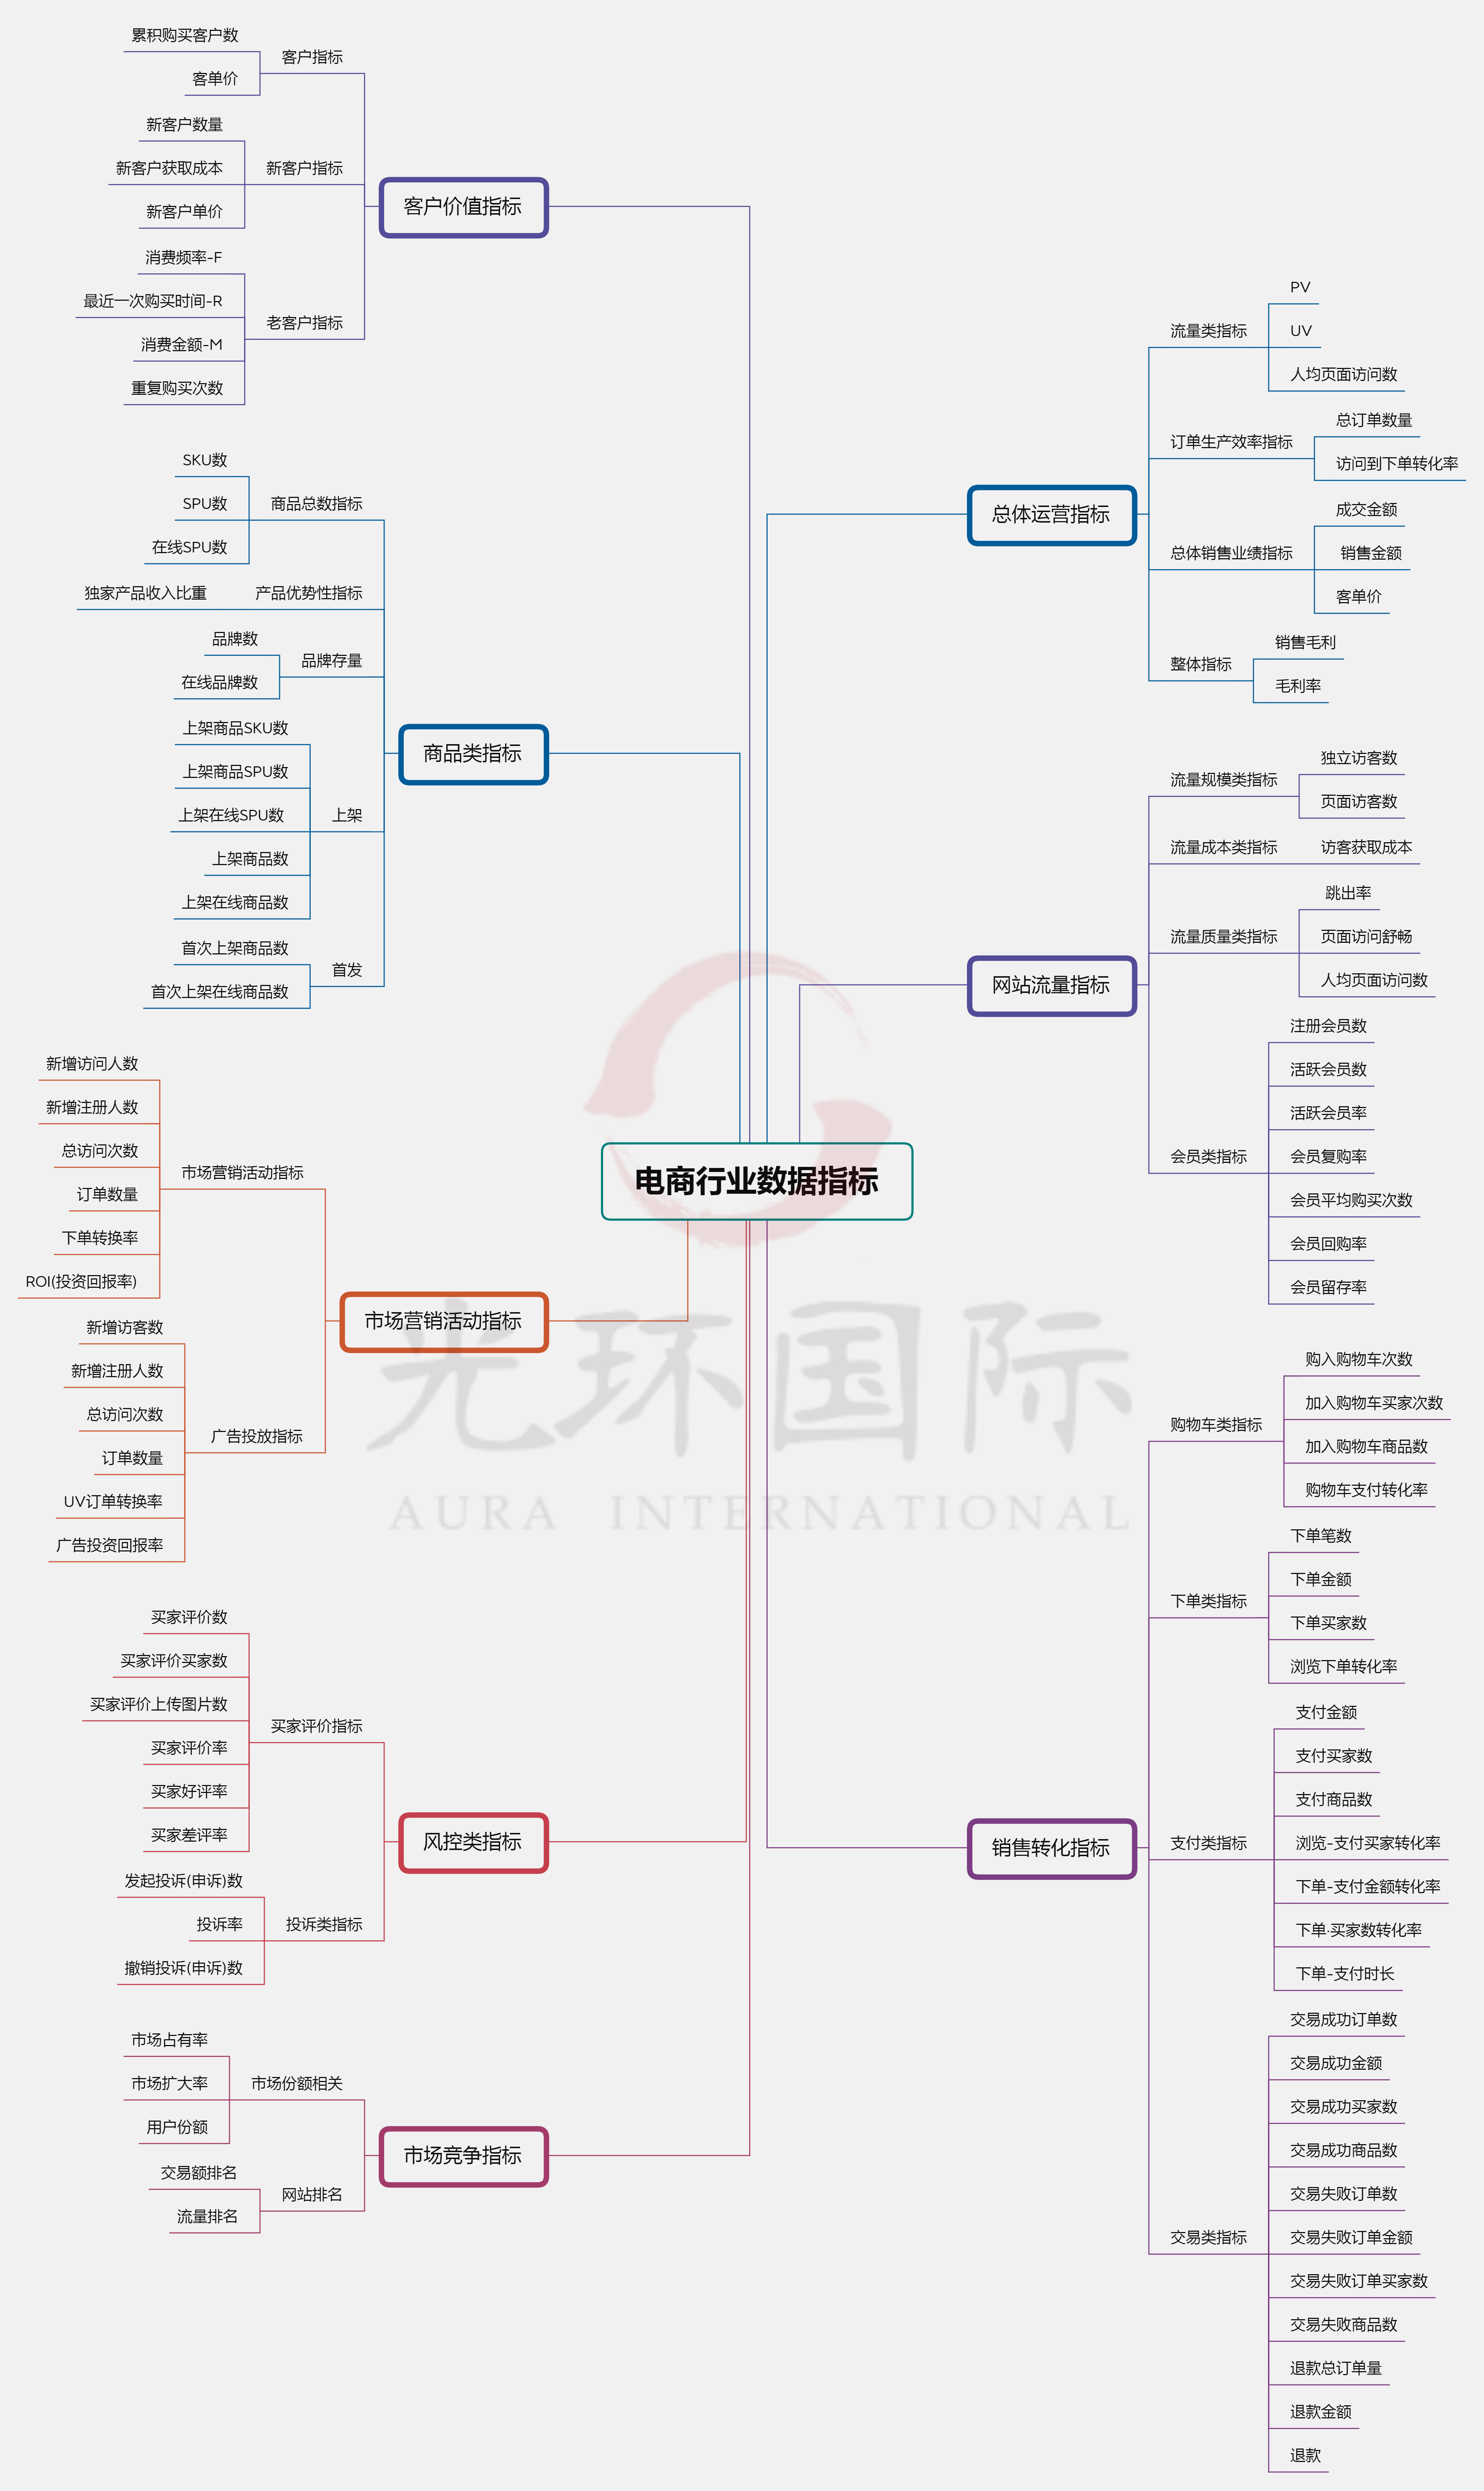 电商行业数据指标
总体运营指标
流量类指标
PV
UV
人均页面访问数
订单生产效率指标
总订单数量
访问到下单转化率
总体销售业绩指标
成交金额
销售金额
客单价
整体指标
销售毛利
毛利率
网站流量指标
流量规模类指标
独立访客数
页面访客数
流量成本类指标
访客获取成本
流量质量类指标
跳出率
页面访问舒畅
人均页面访问数
会员类指标
注册会员数
活跃会员数
活跃会员率
会员复购率
会员平均购买次数
会员回购率
会员留存率
销售转化指标
购物车类指标
购入购物车次数
加入购物车买家次数
加入购物车商品数
购物车支付转化率
下单类指标
下单笔数
下单金额
下单买家数
浏览下单转化率
支付类指标
支付金额
支付买家数
支付商品数
浏览-支付买家转化率
下单-支付金额转化率
下单·买家数转化率
下单-支付时长
交易类指标
交易成功订单数
交易成功金额
交易成功买家数
交易成功商品数
交易失败订单数
交易失败订单金额
交易失败订单买家数
交易失败商品数
退款总订单量
退款金额
退款
客户价值指标
客户指标
累积购买客户数
客单价
新客户指标
新客户数量
新客户获取成本
新客户单价
老客户指标
消费频率-F
最近一次购买时间-R
消费金额-M
重复购买次数
商品类指标
商品总数指标
SKU数
SPU数
在线SPU数
产品优势性指标
独家产品收入比重
品牌存量
品牌数
在线品牌数
上架
上架商品SKU数
上架商品SPU数
上架在线SPU数
上架商品数
上架在线商品数
首发
首次上架商品数
首次上架在线商品数
市场营销活动指标
市场营销活动指标
新增访问人数
新增注册人数
总访问次数
订单数量
下单转换率
ROI(投资回报率)
广告投放指标
新增访客数
新增注册人数
总访问次数
订单数量
UV订单转换率
广告投资回报率
风控类指标
买家评价指标
买家评价数
买家评价买家数
买家评价上传图片数
买家评价率
买家好评率
买家差评率
投诉类指标
发起投诉(申诉)数
投诉率
撤销投诉(申诉)数
市场竞争指标
市场份额相关
市场占有率
市场扩大率
用户份额
网站排名
交易额排名
流量排名
光环国际
AURA INTERNATIONAL